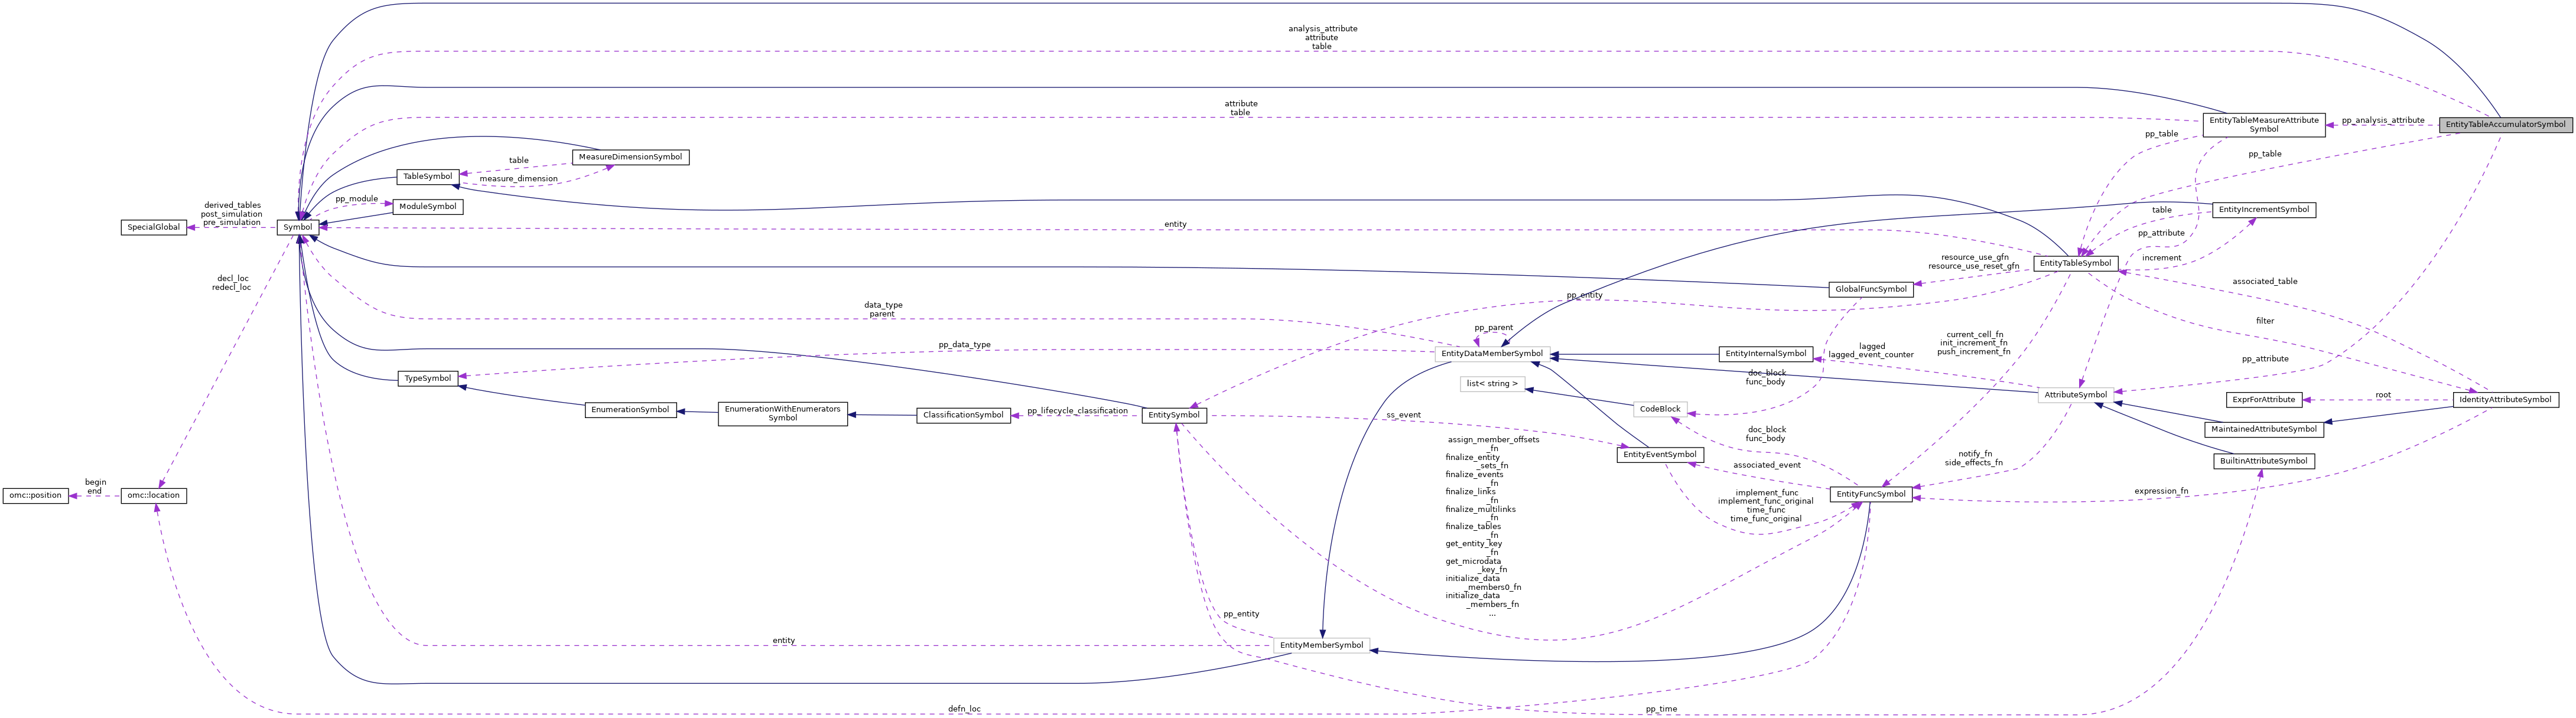 analysis_attribute
attribute
table
attribute
table
EntityTableMeasureAttribute
Symbol
pp_analysis_attribute
EntityTableAccumulatorSymbol
pp_table
pp_table
MeasureDimensionSymbol
table
TableSymbol
measure_dimension
pp_module
ModuleSymbol
derived_tables
post_simulation
pre_simulation
SpecialGlobal
Symbol
entity
table
EntityIncrementSymbol
pp_attribute
increment
resource_use_gfn
resource_use_reset_gfn
EntityTableSymbol
decl_loc
redecl_loc
GlobalFuncSymbol
associated_table
pp_entity
data_type
parent
filter
pp_parent
current_cell_fn
init_increment_fn
push_increment_fn
pp_data_type
EntityDataMemberSymbol
EntityInternalSymbol
lagged
lagged_event_counter
pp_attribute
doc_block
func_body
TypeSymbol
list< string >
AttributeSymbol
root
ExprForAttribute
IdentityAttributeSymbol
EnumerationSymbol
EnumerationWithEnumerators
Symbol
ClassificationSymbol
pp_lifecycle_classification
EntitySymbol
ss_event
CodeBlock
MaintainedAttributeSymbol
doc_block
func_body
assign_member_offsets
_fn
finalize_entity
_sets_fn
finalize_events
_fn
finalize_links
_fn
finalize_multilinks
_fn
finalize_tables
_fn
get_entity_key
_fn
get_microdata
_key_fn
initialize_data
_members0_fn
initialize_data
_members_fn
...
EntityEventSymbol
associated_event
notify_fn
side_effects_fn
BuiltinAttributeSymbol
begin
end
omc::position
omc::location
implement_func
implement_func_original
time_func
time_func_original
EntityFuncSymbol
expression_fn
pp_entity
entity
EntityMemberSymbol
defn_loc
pp_time